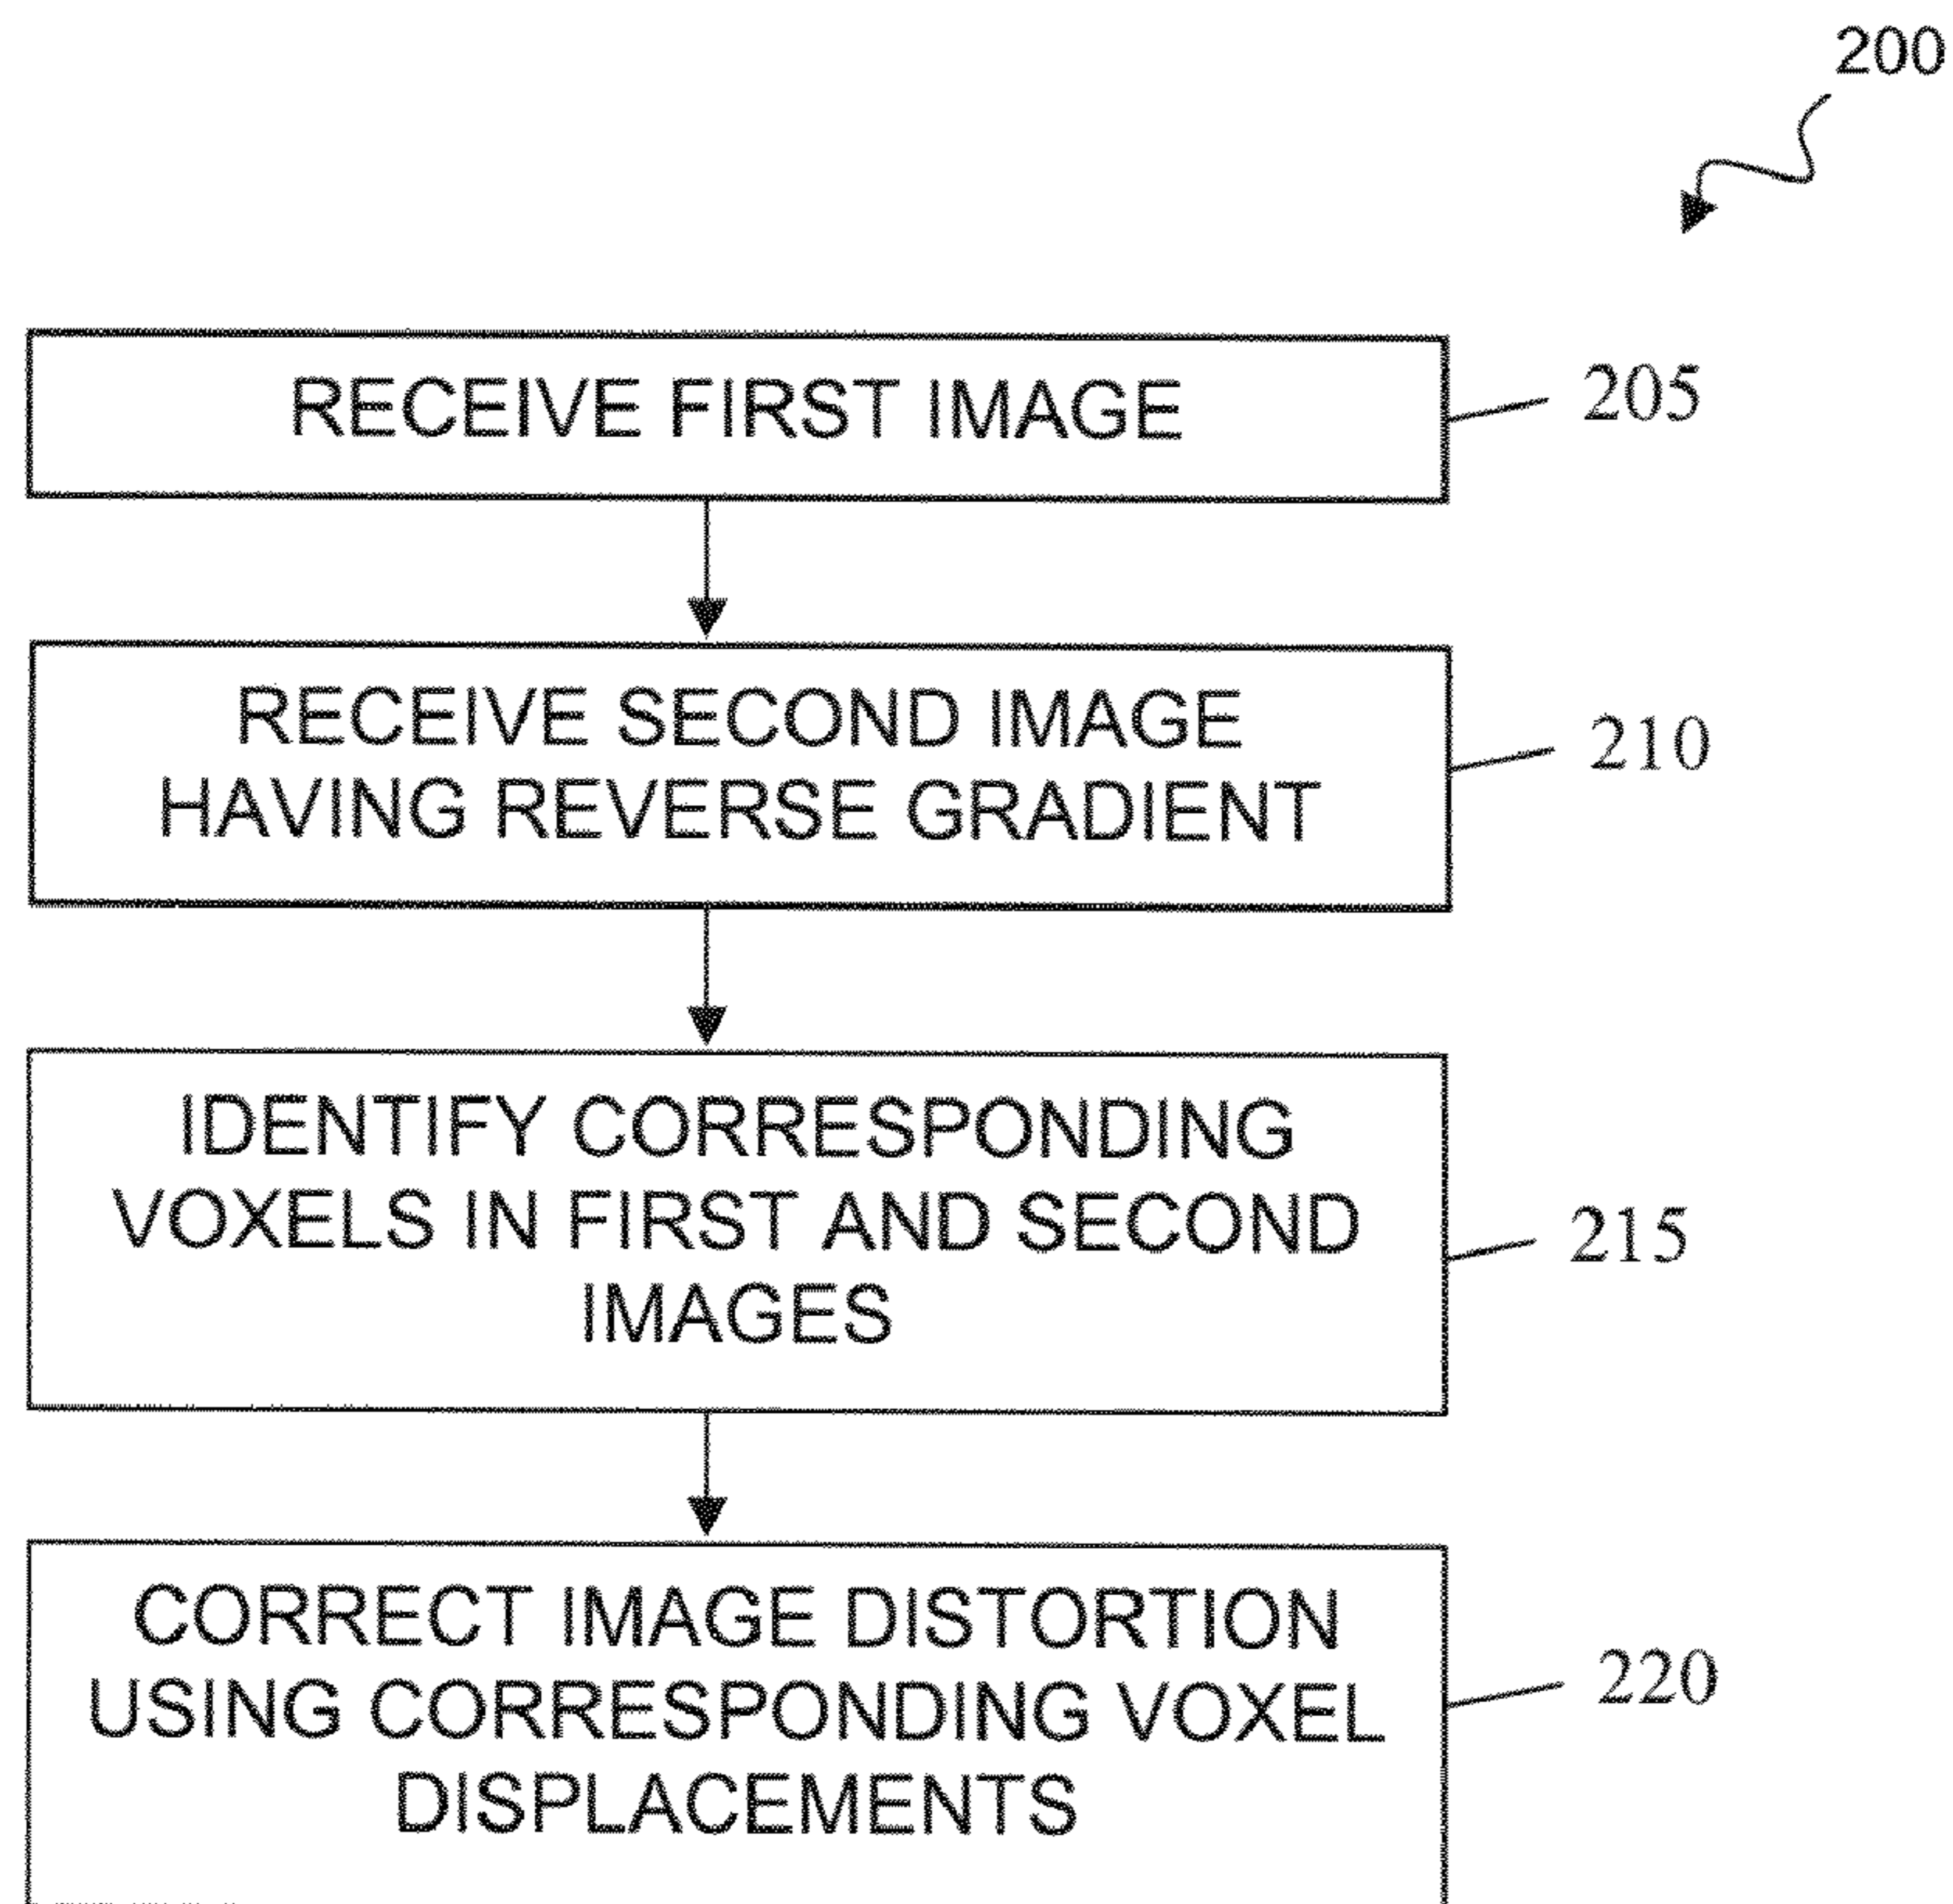 200
RECEIVE FIRST IMAGE
205
RECEIVE SECOND IMAGE
HAVING REVERSE GRADIENT
210
IDENTIFY CORRESPONDING
VOXELS IN FIRST AND SECOND
IMAGES
215
CORRECT IMAGE DISTORTION
USING CORRESPONDING VOXEL
DISPLACEMENTS
220